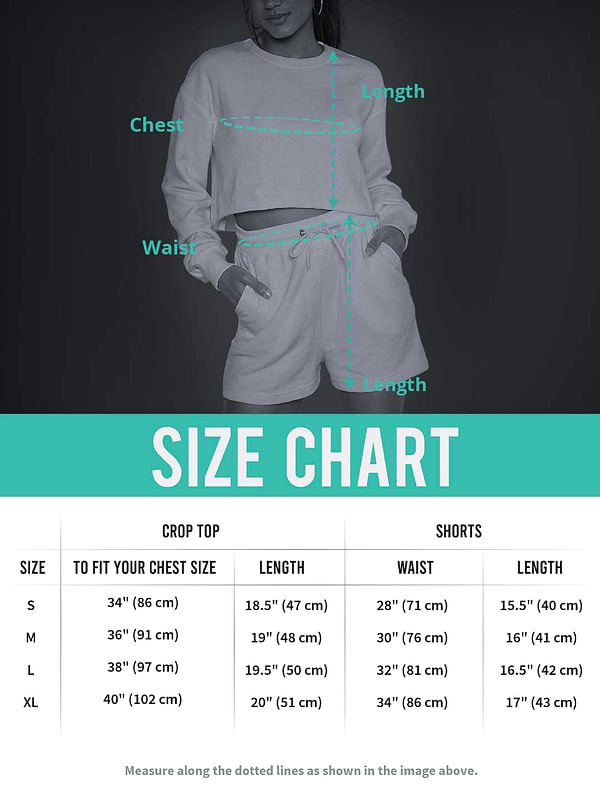 Length
Chest
Waist
Length
SIZE CHART
CROP TOP SHORTS
SIZE TO FIT YOUR CHEST SIZE LENGTH WAIST LENGTH
S 34" (86 cm) 18.5" (47 cm) 28" (71 cm) 15.5" (40 cm)
M 36" (91 cm) 19" (48 cm) 30" (76 cm) 16" (41 cm)
L 38" (97 cm) 19.5" (50 cm) 32" (81 cm) 16.5" (42 cm)
XL 40" (102 cm) 20" (51 cm) 34" (86 cm) 17" (43 cm)
Measure along the dotted lines as shown in the image above.